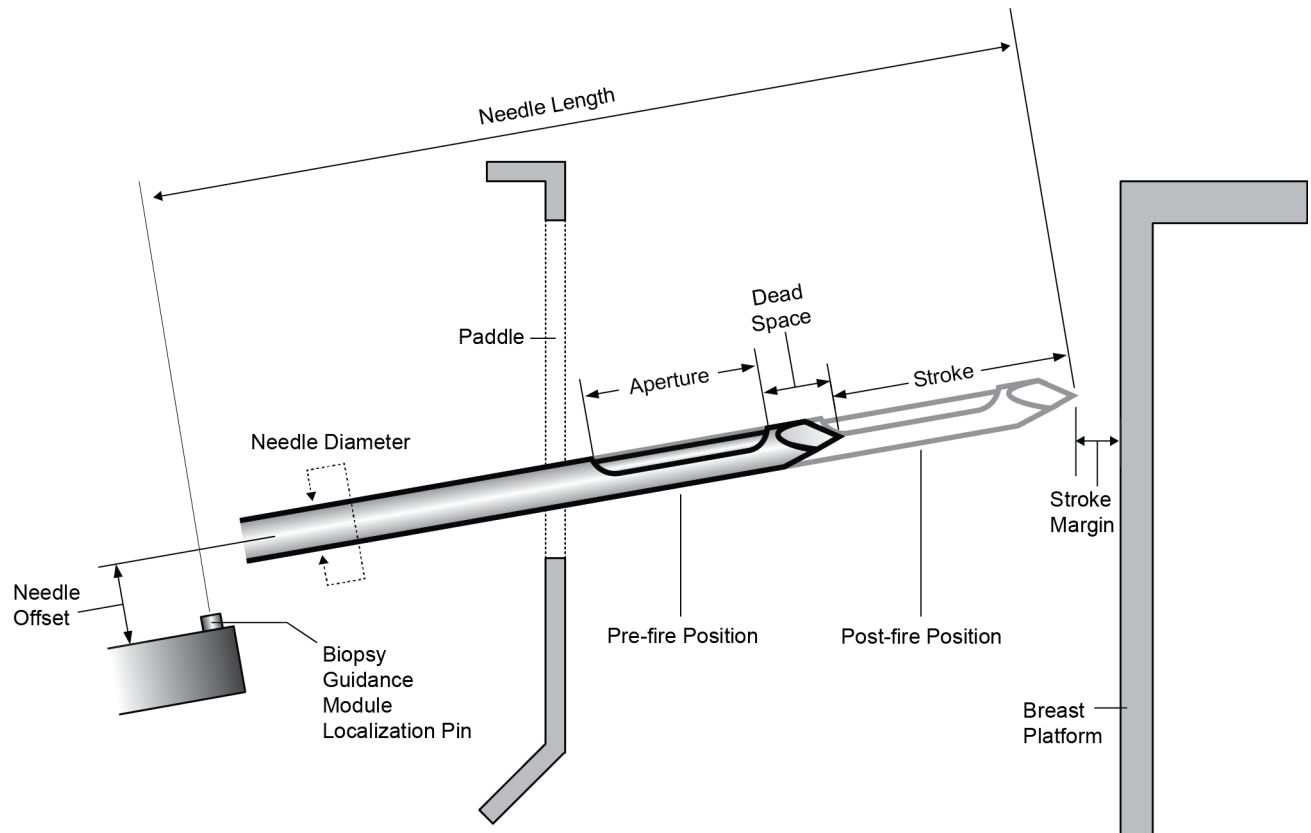 Needle Length
Dead
Space
Paddle
Aperture
Stroke
Needle Diameter
Stroke
Margin
Needle
Offset
Pre-fire Position
Post-fire Position
Biopsy
Guidance
Module
Localization Pin
Breast
Platform